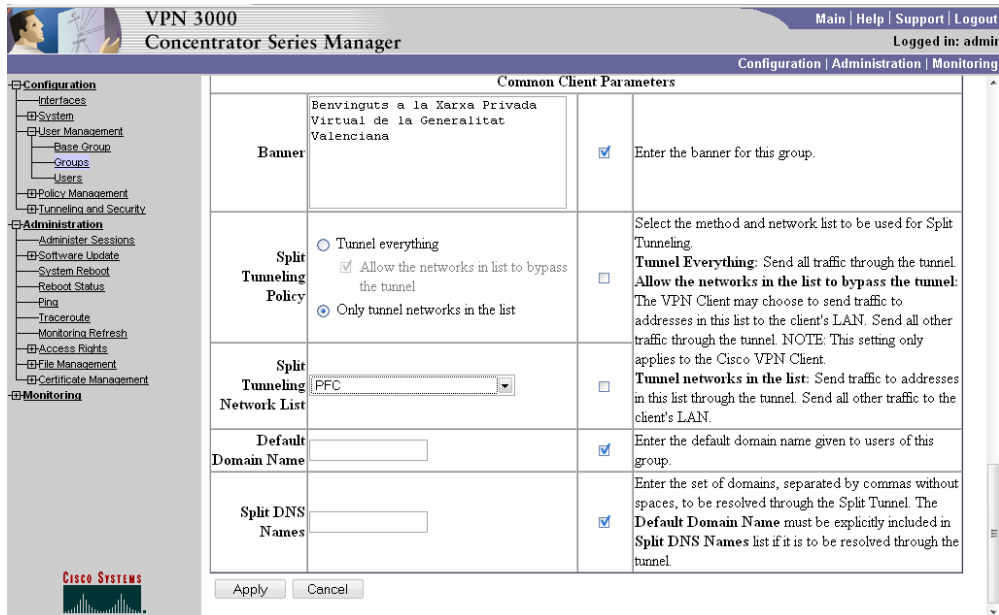 VPN 3000
Concentrator Series Manager
Main | Help | Support | Logout
Logged in: admin
Configuration | Administration | Monitoring
Configuration
Interfaces
System
User Management
Base Group
Groups
Users
Policy Management
Tunneling and Security
Administration
Administer Sessions
Software Update
System Reboot
Reboot Status
Ping
Traceroute
Monitoring Refresh
Access Rights
File Management
Certificate Management
Monitoring
CISCO SYSTEMS
Common Client Parameters
Banner
Benvinguts a la Xarxa Privada
Virtual de la Generalitat
Valenciana
Enter the banner for this group.
Split
Tunneling
Policy
Tunnel everything
Allow the networks in list to bypass
the tunnel
Only tunnel networks in the list
Select the method and network list to be used for Split
Tunneling.
Tunnel Everything: Send all traffic through the tunnel.
Allow the networks in the list to bypass the tunnel:
The VPN Client may choose to send traffic to
addresses in this list to the client's LAN. Send all other
traffic through the tunnel. NOTE: This setting only
applies to the Cisco VPN Client.
Tunnel networks in the list: Send traffic to addresses
in this list through the tunnel. Send all other traffic to the
client's LAN.
Split
Tunneling
Network List
PFC
Default
Domain Name
Enter the default domain name given to users of this
group.
Split DNS
Names
Enter the set of domains, separated by commas without
spaces, to be resolved through the Split Tunnel. The
Default Domain Name must be explicitly included in
Split DNS Names list if it is to be resolved through the
tunnel.
Apply
Cancel